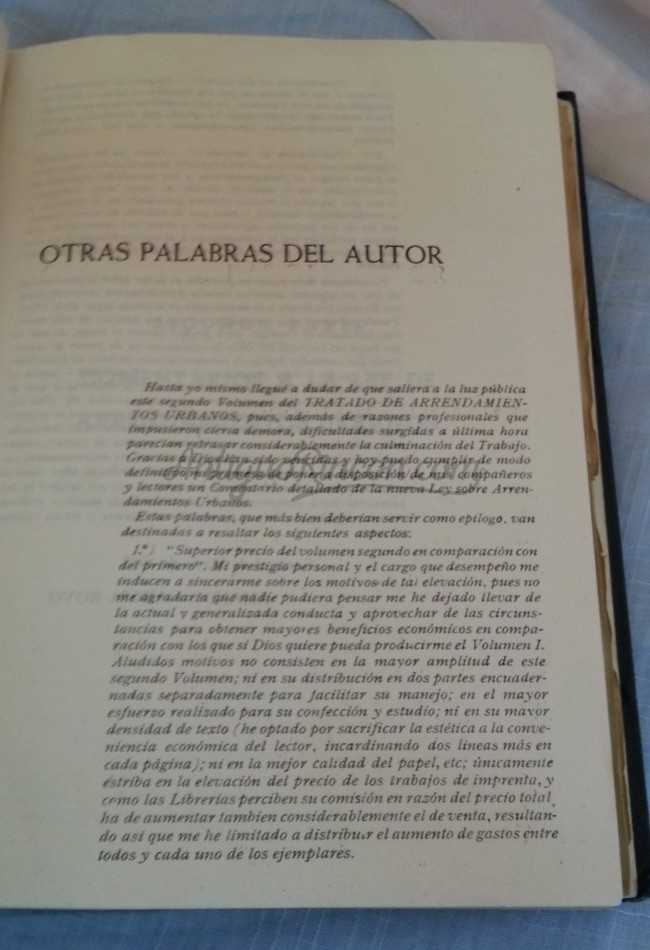 OTRAS PALABRAS DEL AUTOR
Hasta yo mismo llegué a dudar de que saliera a la luz pública
este segundo Volumen del TRATADO DE ARRENDAMIEN-
TOS URBANOS, pues, además de razones profesionales que
impusieron cierta demora, dificultades surgidas a última hora
parecían retrasar considerablemente la culminación del Trabajo.
Gracias a han sido vencidas y hoy puedo cumplir de modo
definitivo de poner a disposición de mis compañeros
y lectores un Comentario detallado de la nueva Ley sobre Arren-
damientos Urbanos.
Estas palabras, que más bien deberían servir como epílogo, van
destinadas a resaltar los siguientes aspectos:
1.º) "Superior precio del volumen segundo en comparación con
del primero". Mi prestigio personal y el cargo que desempeño me
inducen a sincerarme sobre los motivos de tal elevación, pues no
me agradaría que nadie pudiera pensar me he dejado llevar de
la actual y generalizada conducta y aprovechar de las circuns-
tancias para obtener mayores beneficios económicos en compa-
ración con los que si Dios quiere pueda producirme el Volumen I.
Aludidos motivos no consisten en la mayor amplitud de este
segundo Volumen; ni en su distribución en dos partes encuader-
nadas separadamente para facilitar su manejo; en el mayor
esfuerzo realizado para su confección y estudio; ni en su mayor
densidad de texto (he optado por sacrificar la estética a la conve-
niencia económica del lector, incardinando dos líneas más en
cada página); ni en la mejor calidad del papel, etc; únicamente
estriba en la elevación del precio de los trabajos de imprenta, y
como las Librerías perciben su comisión en razón del precio total,
ha de aumentar tambien considerablemente el de venta, resultan-
do así que me he limitado a distribuir el aumento de gastos entre
todos y cada uno de los ejemplares.